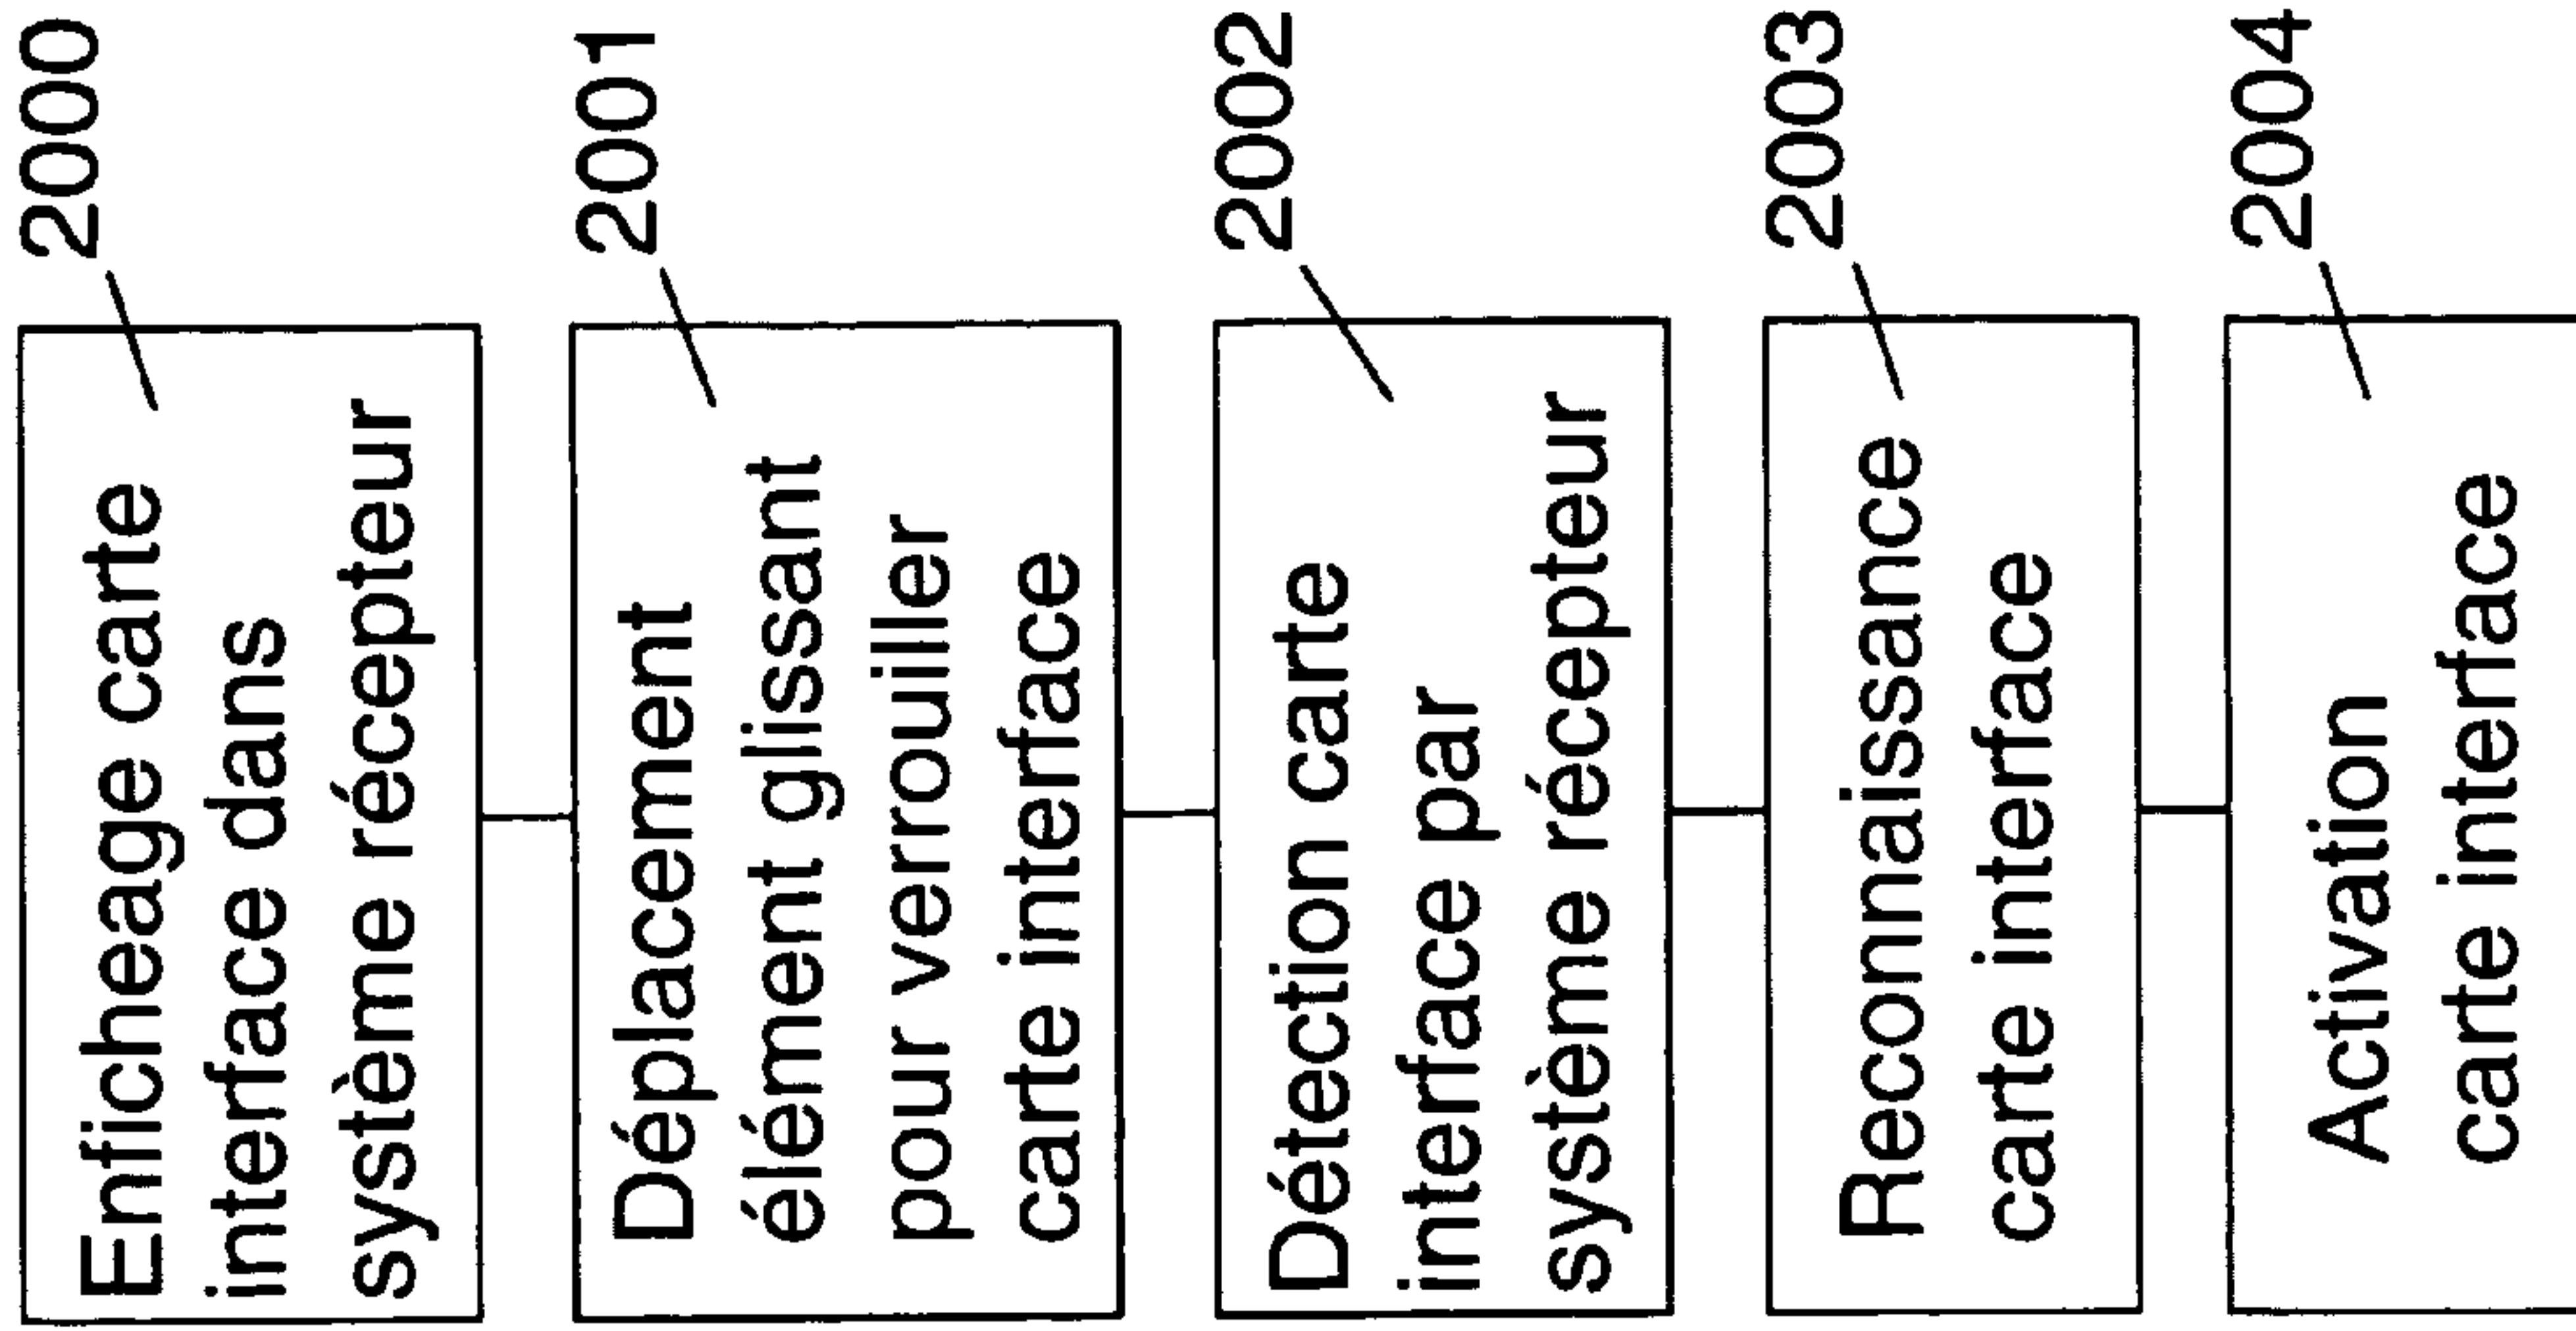 2000
Enficheage carte
interface dans
système récepteur
2001
Déplacement
élément glissant
pour verrouiller
carte interface
2002
Détection carte
interface par
système récepteur
2003
Reconnaissance
carte interface
2004
Activation
carte interface